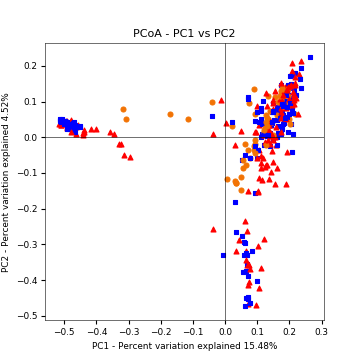 PCoA - PC1 vs PC2
PC2 - Percent variation explained 4.52%
0.2
0.1
0.0
−0.1
−0.2
−0.3
−0.4
−0.5
−0.5 −0.4 −0.3 −0.2 −0.1 0.0 0.1 0.2 0.3
PC1 - Percent variation explained 15.48%